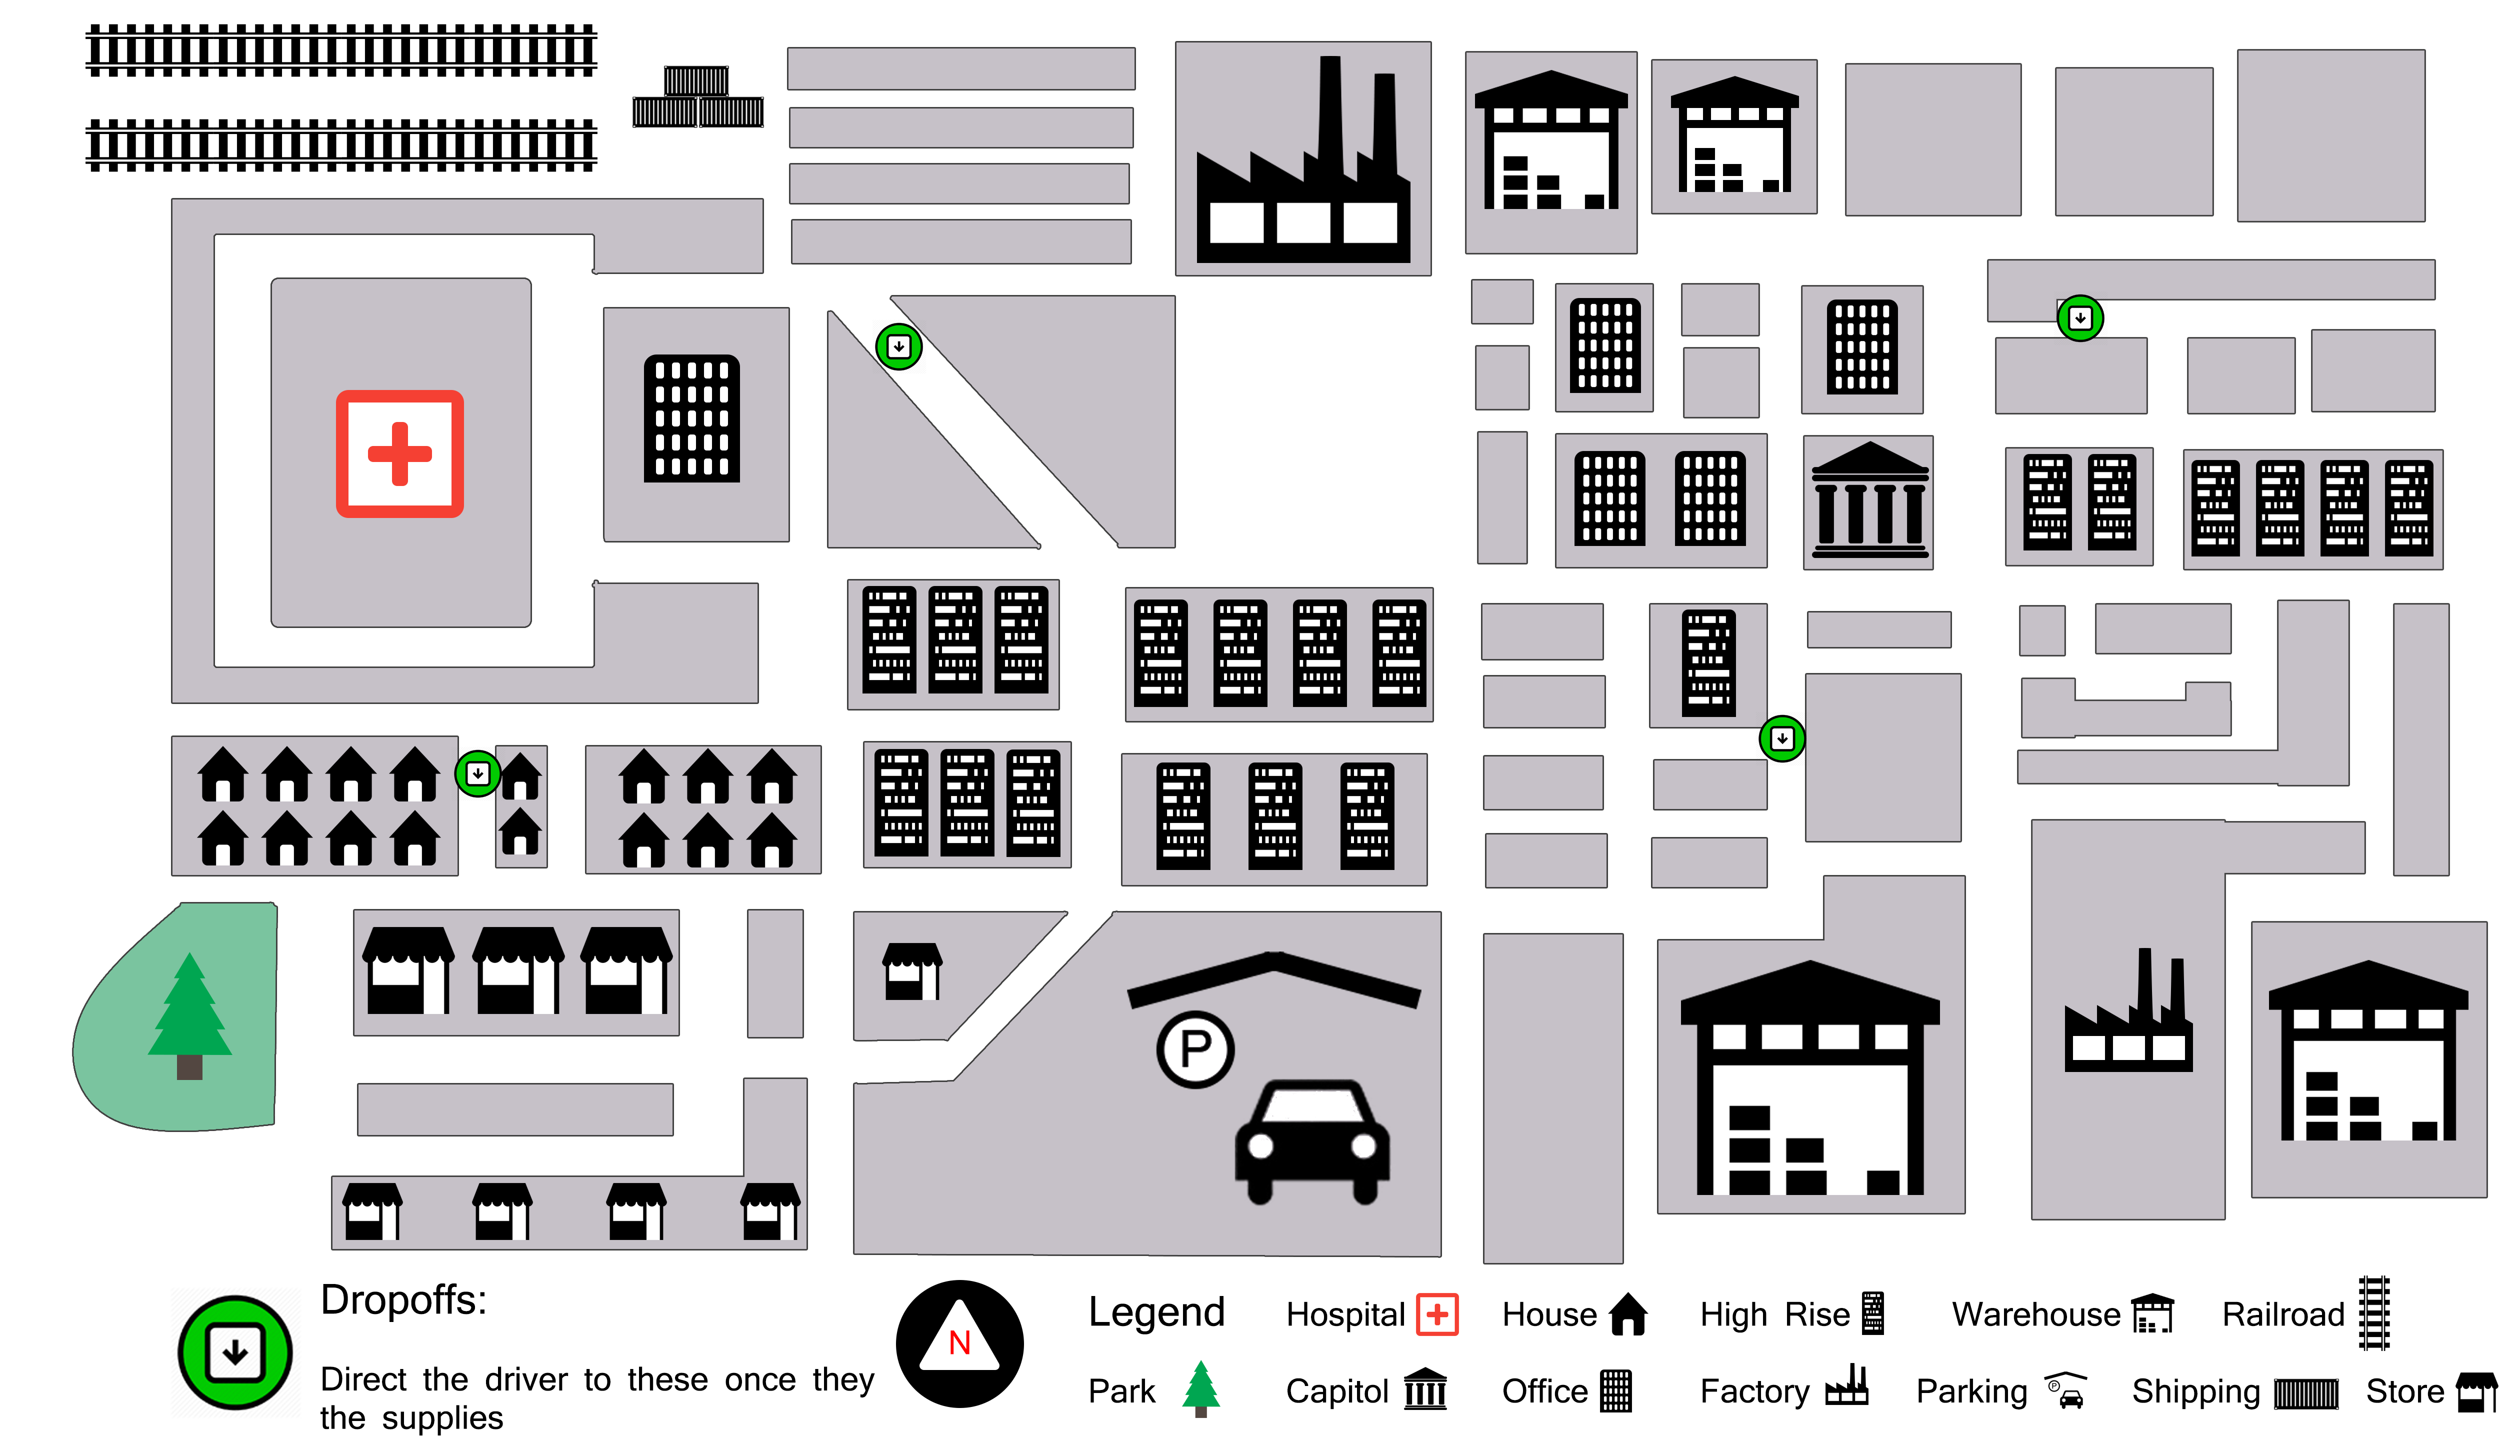 P
Dropoffs:
Direct the driver to these once they
the supplies
N
Legend
Hospital
House
High Rise
Warehouse
Railroad
Park
Capitol
Office
Factory
Parking
P
Shipping
Store